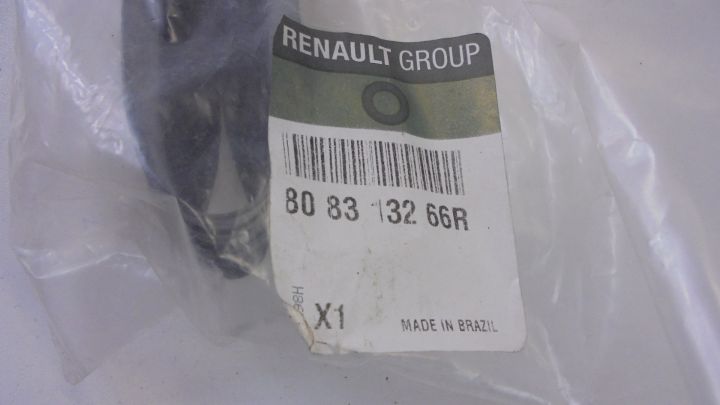 RENAULT GROUP
80 83 132 66R
X1
MADE IN BRAZIL